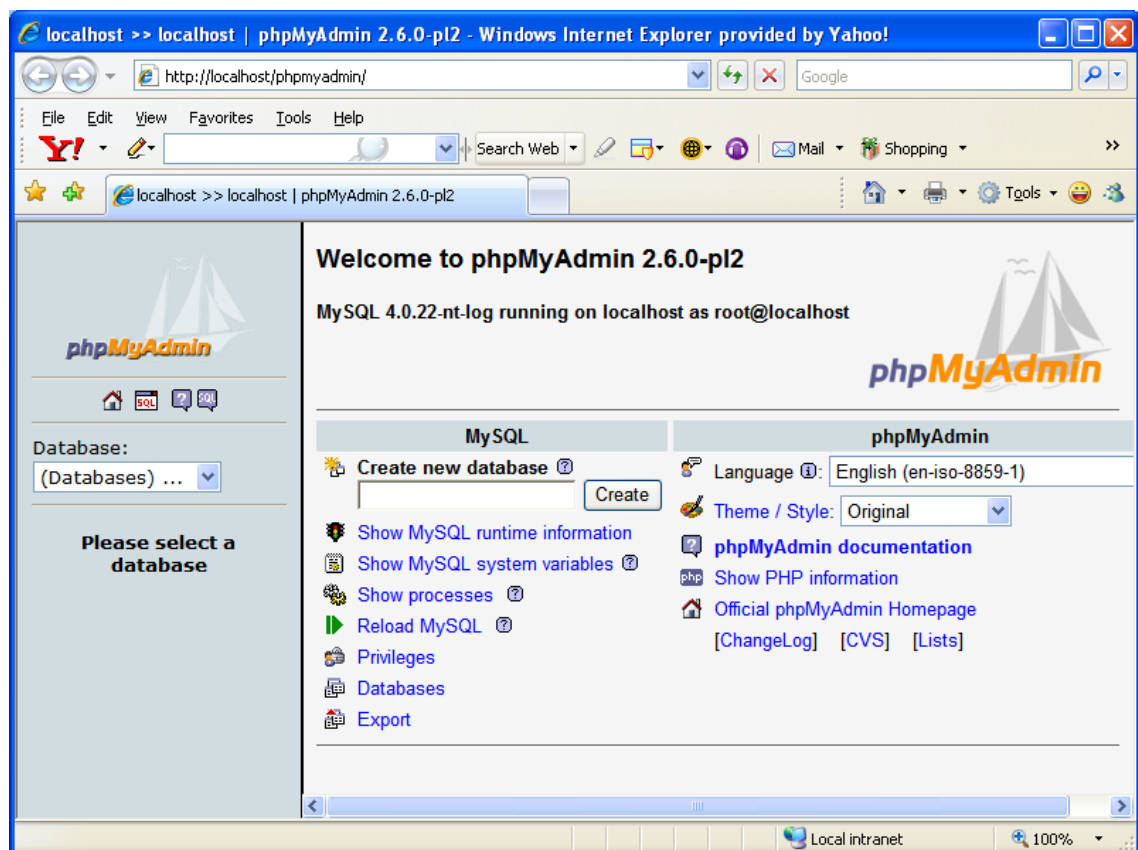 localhost >> localhost | phpMyAdmin 2.6.0-pl2 - Windows Internet Explorer provided by Yahoo!
http://localhost/phpmyadmin/ Google
File Edit View Favorites Tools Help
Y! Search Web Mail Shopping >>
localhost >> localhost | phpMyAdmin 2.6.0-pl2 Tools
phpMyAdmin
SQL ? SQL
Database:
(Databases) ...
Please select a
database
Welcome to phpMyAdmin 2.6.0-pl2
MySQL 4.0.22-nt-log running on localhost as root@localhost
phpMyAdmin
MySQL
Create new database ?
Create
Show MySQL runtime information
Show MySQL system variables ?
Show processes ?
Reload MySQL ?
Privileges
Databases
Export
phpMyAdmin
Language i: English (en-iso-8859-1)
Theme / Style: Original
? phpMyAdmin documentation
php Show PHP information
Official phpMyAdmin Homepage
[ChangeLog] [CVS] [Lists]
Local intranet 100%